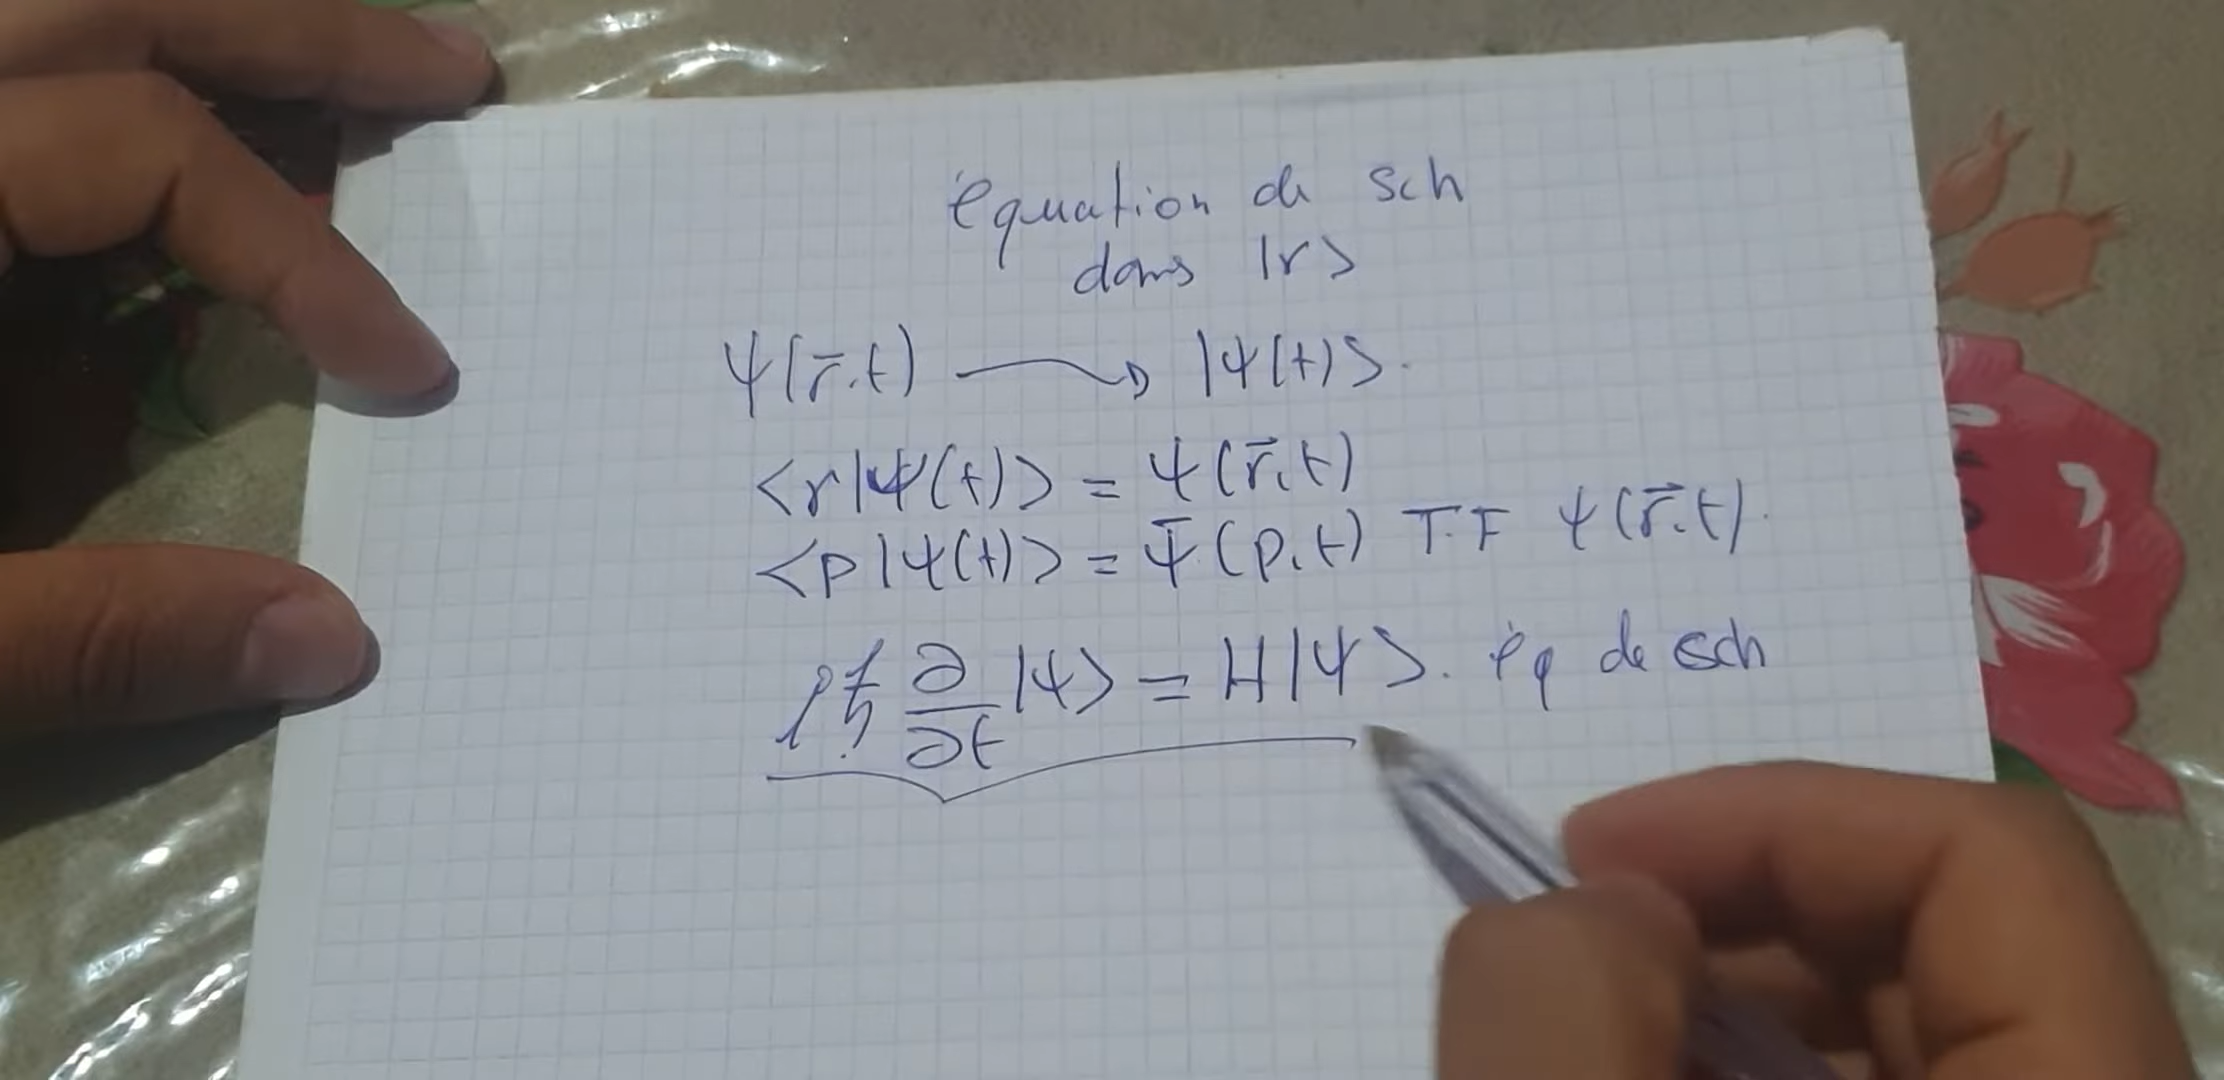 équation de sch
dans |r>
ψ(r⃗,t) ⟶ |ψ(t)>.
<r|ψ(t)> = ψ(r⃗,t)
<p|ψ(t)> = ψ̄(p,t) T.F ψ(r⃗,t).
iℏ ∂/∂t |ψ> = H|ψ>. éq de sch